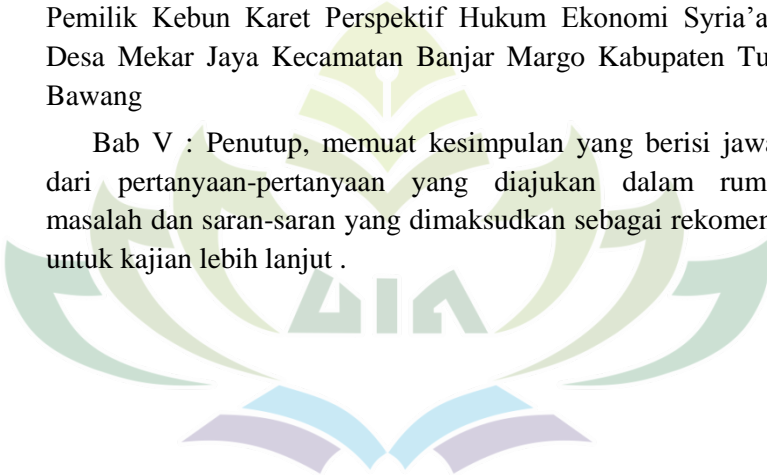 Pemilik Kebun Karet Perspektif Hukum Ekonomi Syria’a
Desa Mekar Jaya Kecamatan Banjar Margo Kabupaten Tu
Bawang
Bab V : Penutup, memuat kesimpulan yang berisi jawa
dari pertanyaan-pertanyaan yang diajukan dalam rum
masalah dan saran-saran yang dimaksudkan sebagai rekomen
untuk kajian lebih lanjut .
UIN